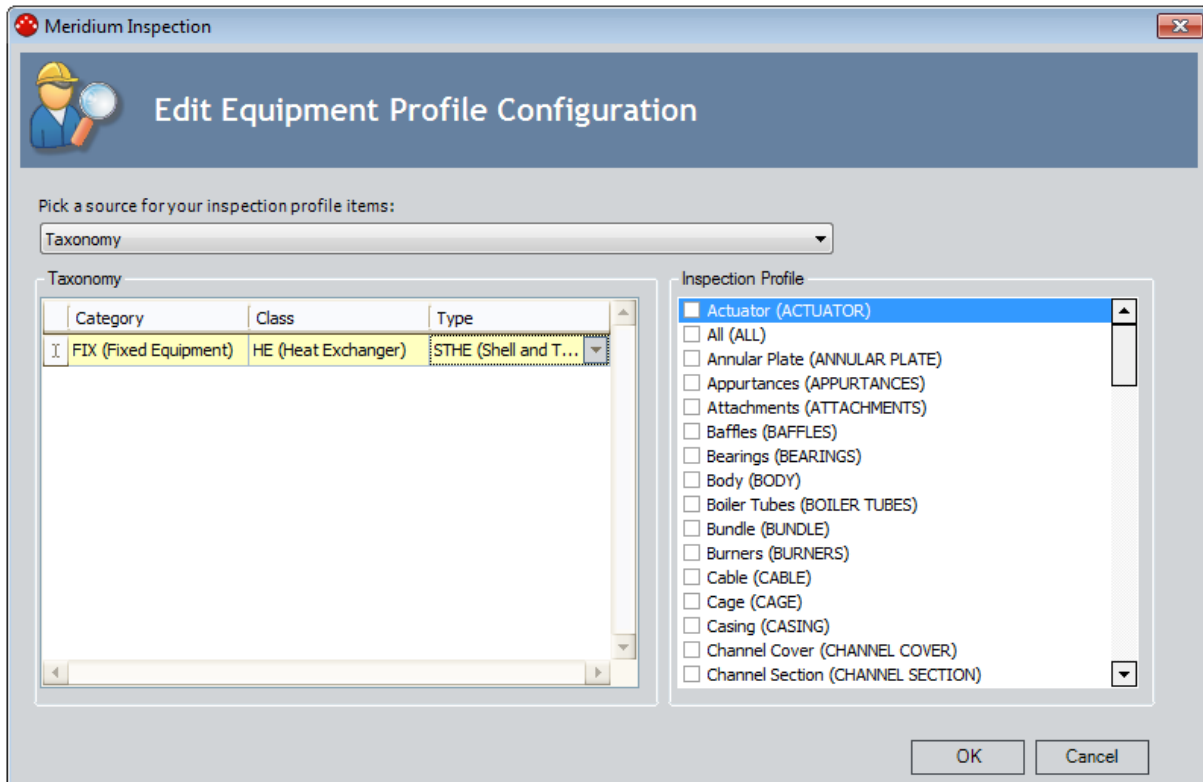 Meridium Inspection
Edit Equipment Profile Configuration
Pick a source for your inspection profile items:
Taxonomy
Taxonomy
Category Class Type
FIX (Fixed Equipment) HE (Heat Exchanger) STHE (Shell and T...
Inspection Profile
Actuator (ACTUATOR)
All (ALL)
Annular Plate (ANNULAR PLATE)
Appurtances (APPURTANCES)
Attachments (ATTACHMENTS)
Baffles (BAFFLES)
Bearings (BEARINGS)
Body (BODY)
Boiler Tubes (BOILER TUBES)
Bundle (BUNDLE)
Burners (BURNERS)
Cable (CABLE)
Cage (CAGE)
Casing (CASING)
Channel Cover (CHANNEL COVER)
Channel Section (CHANNEL SECTION)
OK Cancel